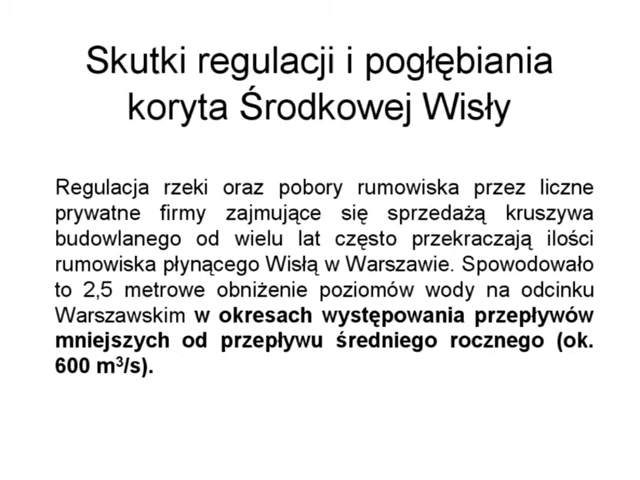 Skutki regulacji i pogłębiania
koryta Środkowej Wisły
Regulacja rzeki oraz pobory rumowiska przez liczne
prywatne firmy zajmujące się sprzedażą kruszywa
budowlanego od wielu lat często przekraczają ilości
rumowiska płynącego Wisłą w Warszawie. Spowodowało
to 2,5 metrowe obniżenie poziomów wody na odcinku
Warszawskim w okresach występowania przepływów
mniejszych od przepływu średniego rocznego (ok.
600 m³/s).